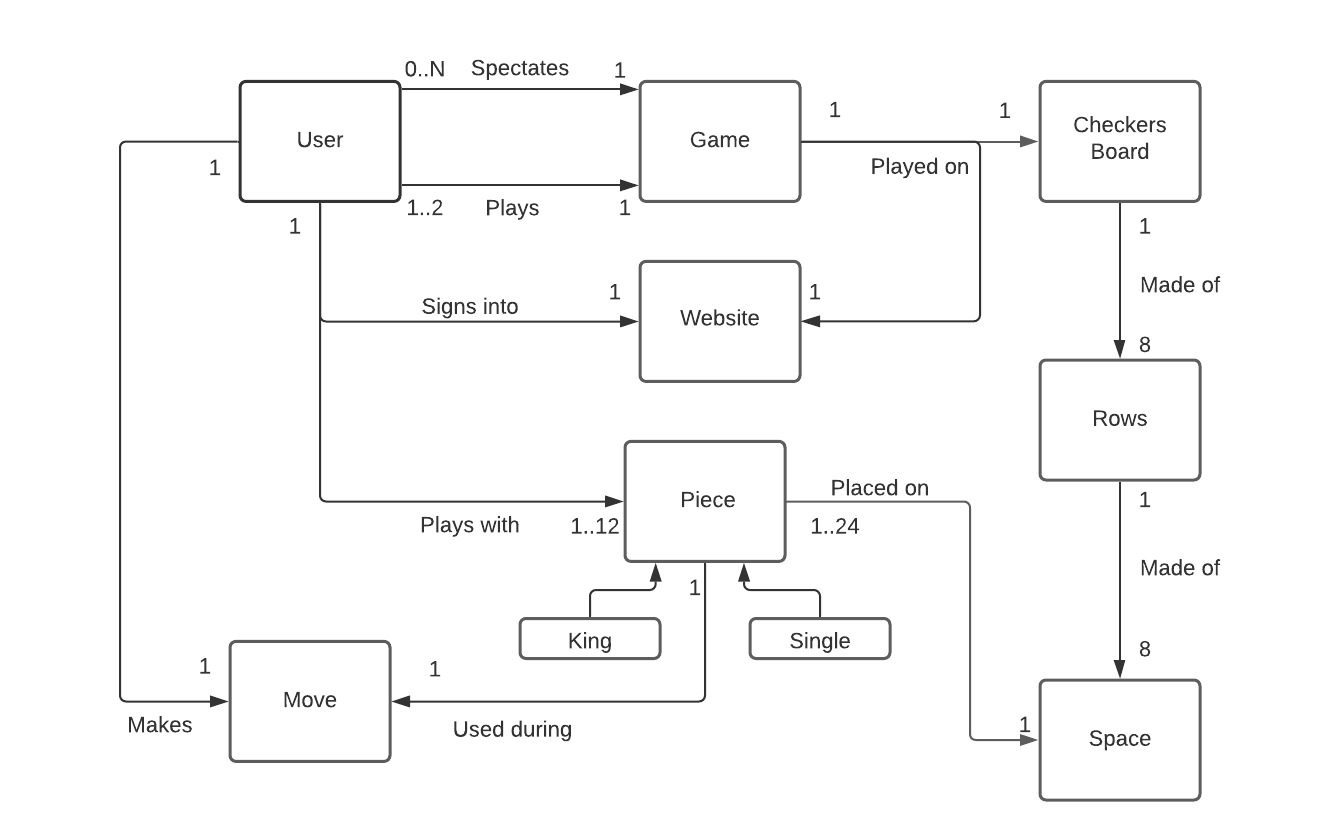 0..N Spectates 1
User
Game
Checkers
Board
1 1
1
Played on
1..2 Plays 1
1
1
Signs into 1
Website
1
Made of
8
Rows
Piece
Placed on
Plays with 1..12
1..24
1
Made of
1
King
Single
8
1
1
Move
Makes
Used during
1
Space